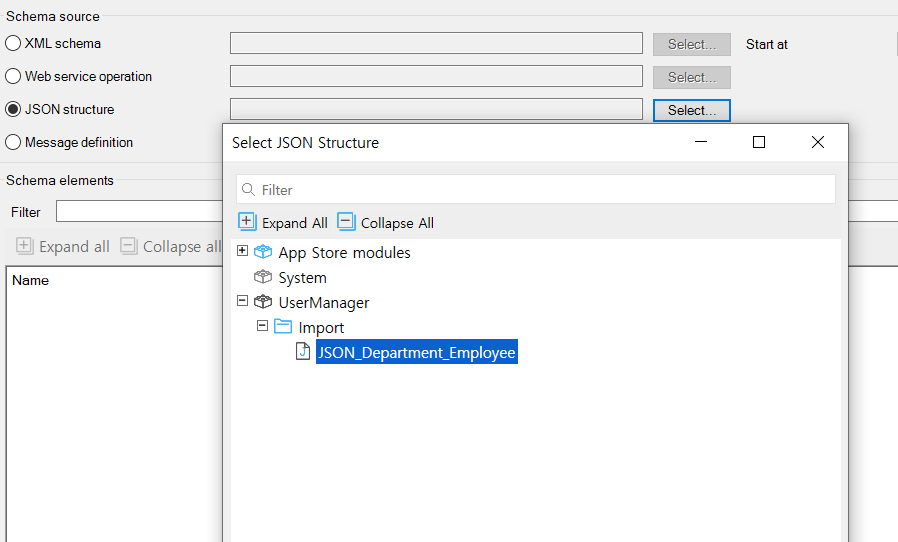 Schema source
XML schema Select... Start at
Web service operation Select...
JSON structure Select...
Message definition
Select JSON Structure
Schema elements
Filter
Filter
Expand All Collapse All
Expand all Collapse all
App Store modules
Name
System
UserManager
Import
JSON_Department_Employee